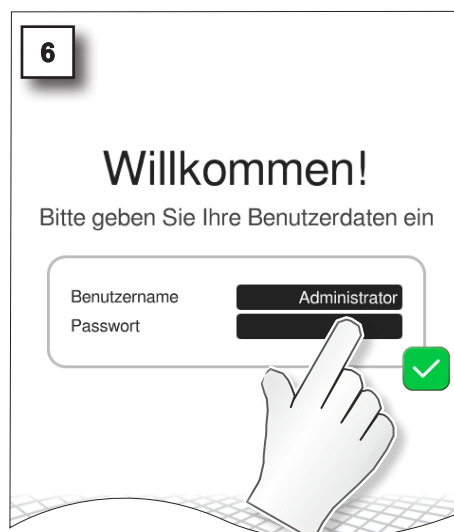 6
Willkommen!
Bitte geben Sie Ihre Benutzerdaten ein
Benutzername Administrator
Passwort